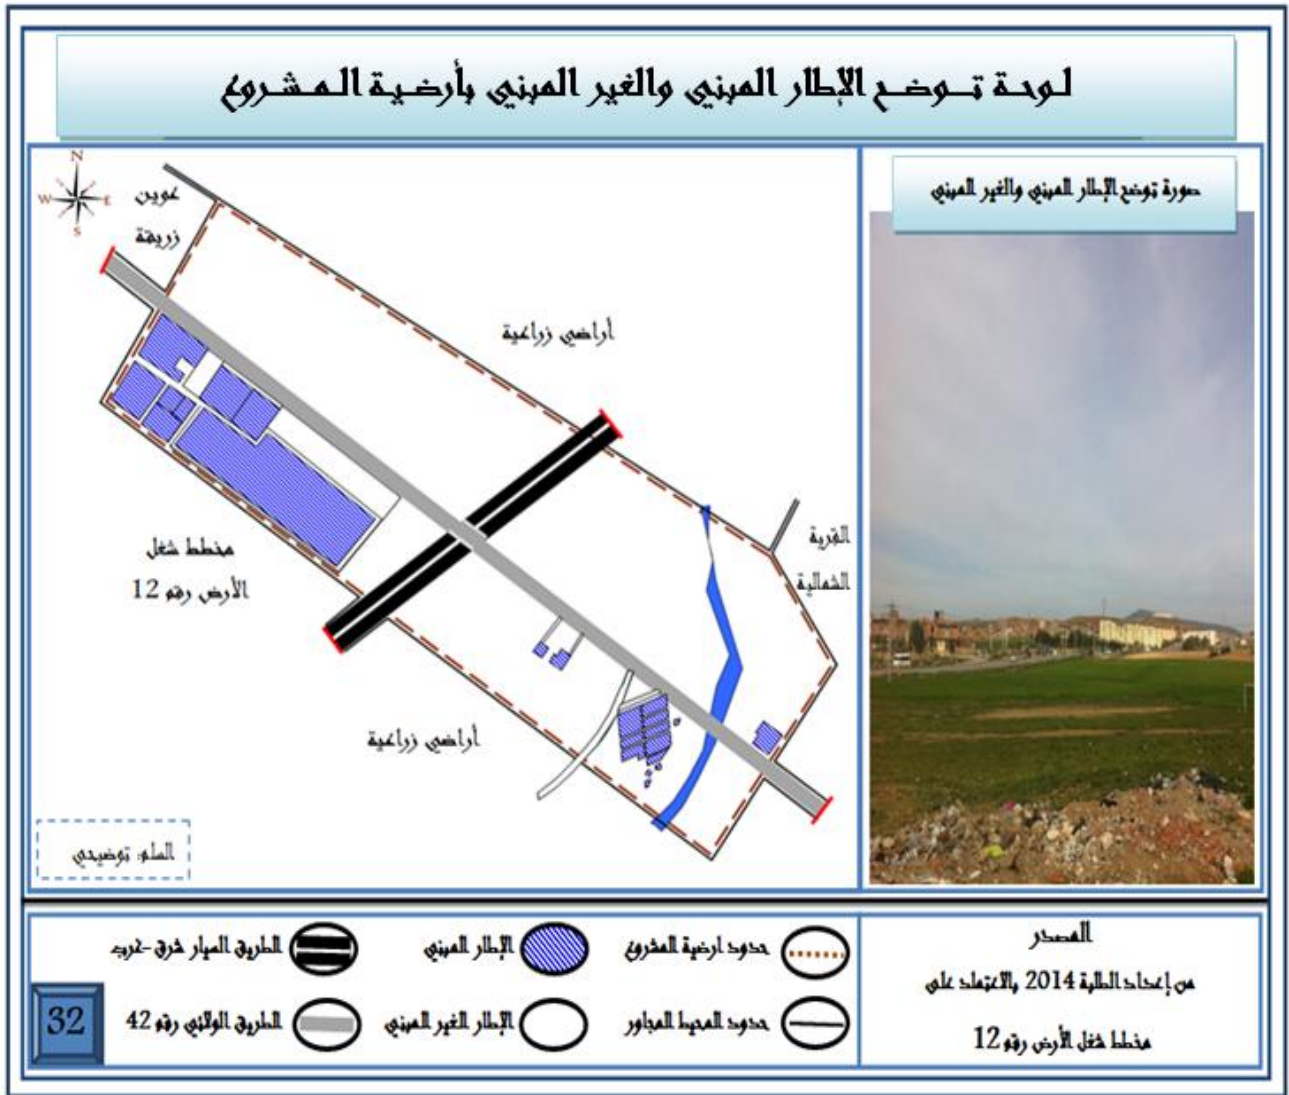 لوحة توضح الإطار المبني والغير المبني بأرضية المشروع
صورة توضح الإطار المبني والغير المبني
N
W
E
S
عوين
زريقة
أراضي زراعية
القرية
الشمالية
مخطط شغل
الأرض رقم 12
أراضي زراعية
السلم: توضيحي
حدود ارضية المشروع
الإطار المبني
الطريق السيار شرق-غرب
حدود المحيط المجاور
الإطار الغير المبني
الطريق الولائي رقم 42
المصدر
من إعداد الطلبة 2014 بالاعتماد على
مخطط شغل الأرض رقم 12
32